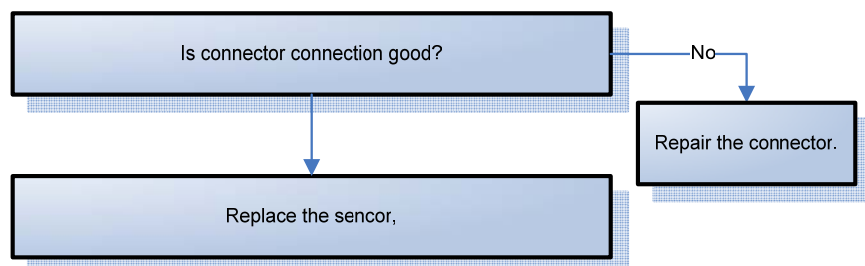 Is connector connection good?
No
Repair the connector.
Replace the sencor,